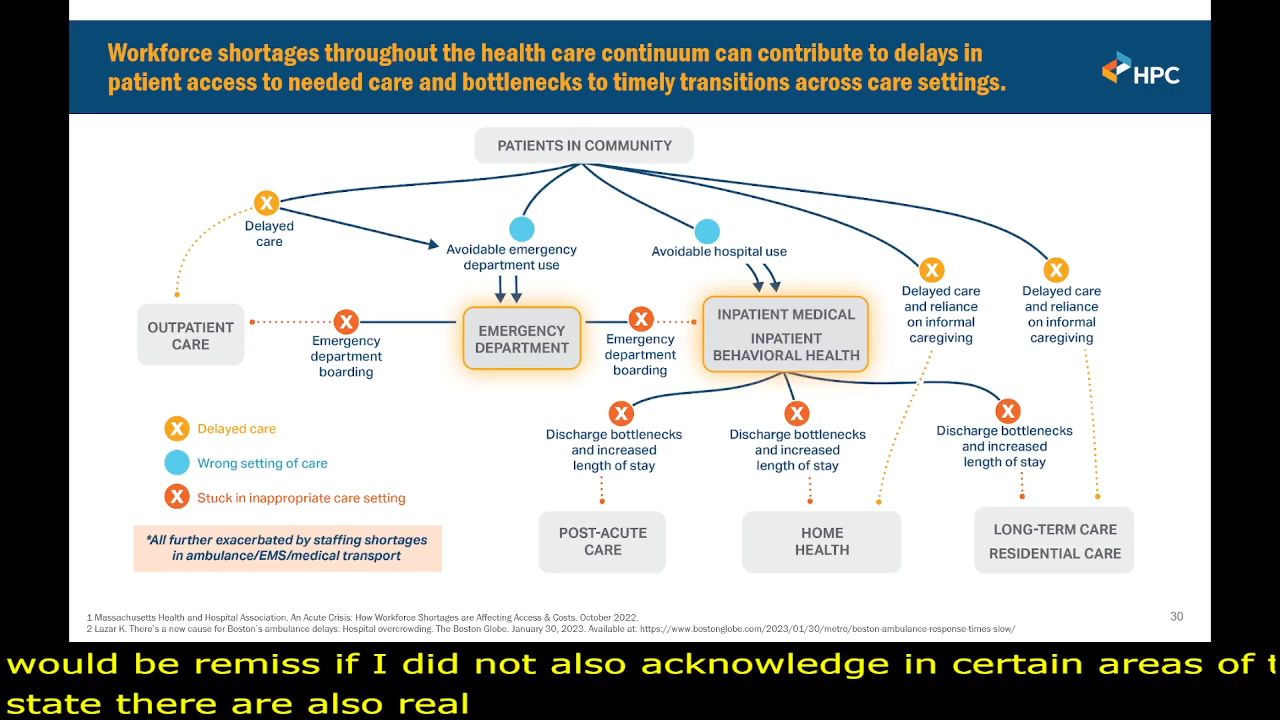 Workforce shortages throughout the health care continuum can contribute to delays in
patient access to needed care and bottlenecks to timely transitions across care settings.
HPC
PATIENTS IN COMMUNITY
X
Delayed
care
Avoidable emergency
department use
Avoidable hospital use
X
Delayed care
and reliance
on informal
caregiving
X
Delayed care
and reliance
on informal
caregiving
OUTPATIENT
CARE
X
Emergency
department
boarding
EMERGENCY
DEPARTMENT
X
Emergency
department
boarding
INPATIENT MEDICAL
INPATIENT
BEHAVIORAL HEALTH
X
Discharge bottlenecks
and increased
length of stay
X
Discharge bottlenecks
and increased
length of stay
X
Discharge bottlenecks
and increased
length of stay
X Delayed care
Wrong setting of care
X Stuck in inappropriate care setting
*All further exacerbated by staffing shortages
in ambulance/EMS/medical transport
POST-ACUTE
CARE
HOME
HEALTH
LONG-TERM CARE
RESIDENTIAL CARE
1 Massachusetts Health and Hospital Association. An Acute Crisis: How Workforce Shortages are Affecting Access & Costs. October 2022.
2 Lazar K. There's a new cause for Boston's ambulance delays: Hospital overcrowding. The Boston Globe. January 30, 2023. Available at: https://www.bostonglobe.com/2023/01/30/metro/boston-ambulance-response-times-slow/
30
would be remiss if I did not also acknowledge in certain areas of t
state there are also real